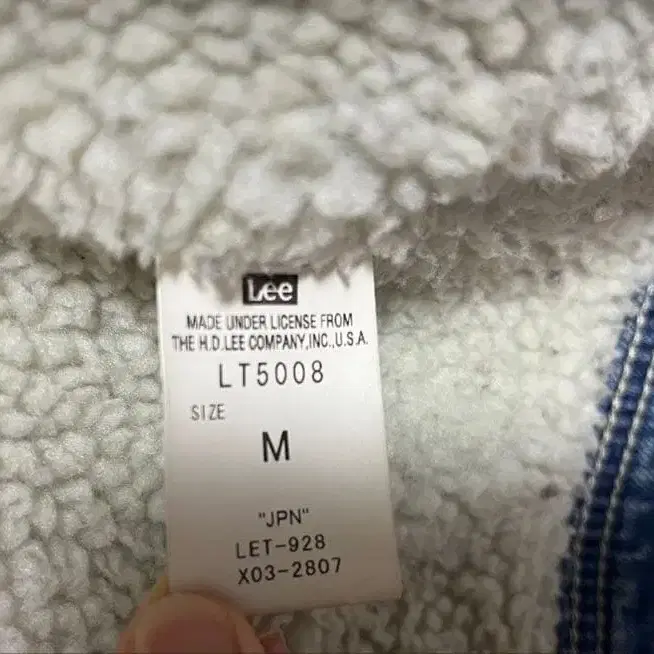 Lee
MADE UNDER LICENSE FROM
THE H.D.LEE COMPANY,INC.,U.S.A.
LT5008
SIZE
M
"JPN"
LET-928
X03-2807